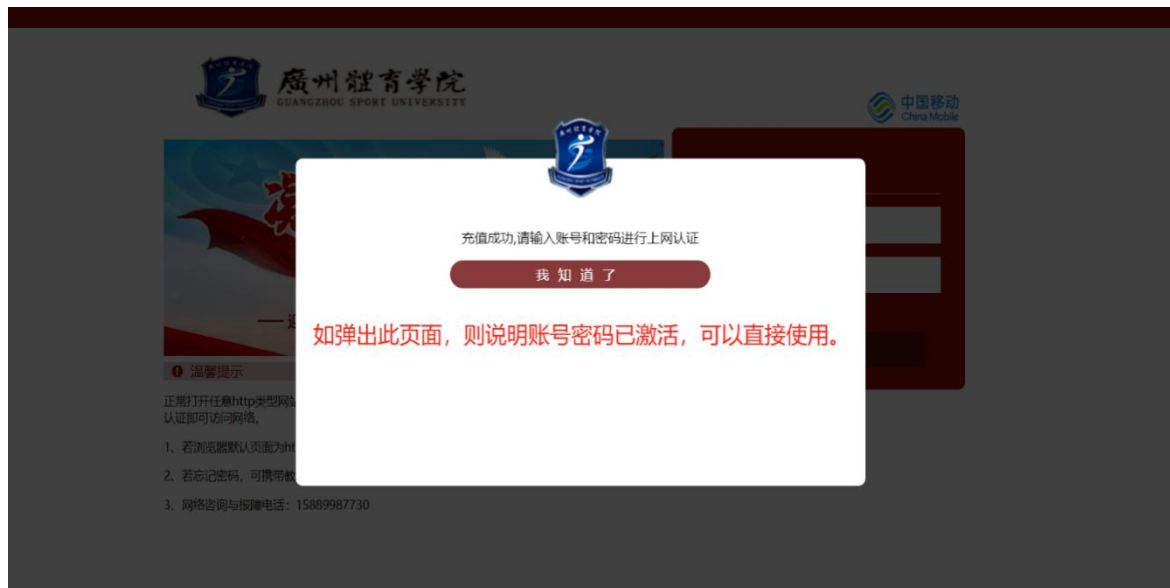 廣州體育学院
GUANGZHOU SPORT UNIVERSITY
中国移动
China Mobile
充值成功,请输入账号和密码进行上网认证
我知道了
如弹出此页面，则说明账号密码已激活，可以直接使用。
温馨提示
正常打开任意http类型网站
认证即可访问网络。
1、若浏览器默认页面为ht
2、若忘记密码，可携带教
3、网络咨询与报障电话：15889987730